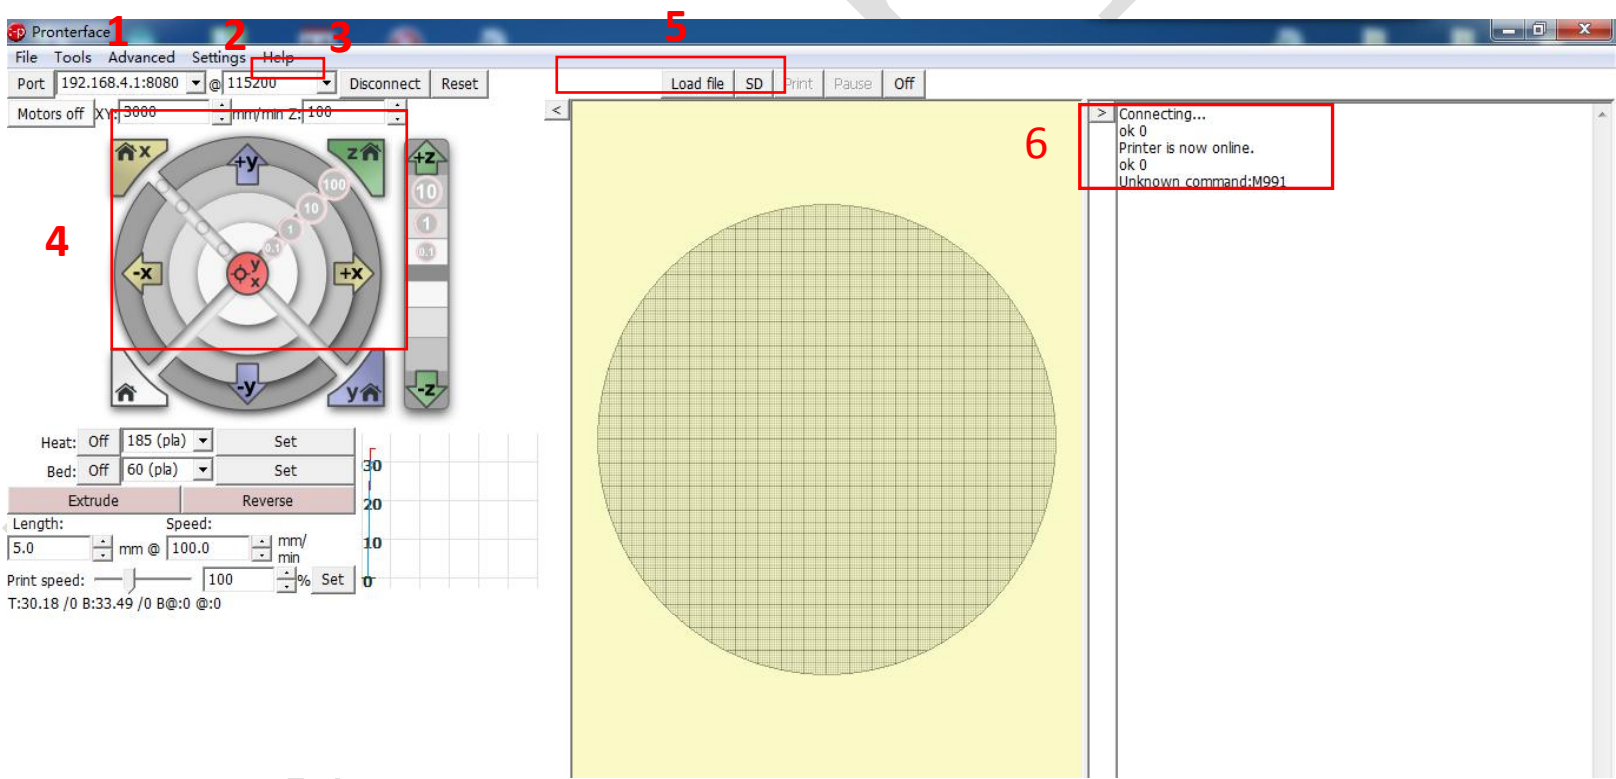 Pronterface
1 2 3 5
File Tools Advanced Settings Help
Port 192.168.4.1:8080 @ 115200 Disconnect Reset Load file SD Print Pause Off
Motors off XY: 3000 mm/min Z: 100 < >
Connecting...
ok 0
Printer is now online.
ok 0
Unknown command:M991
6
4
x +y z
100
10
1
0.1
-x y x +x
-y y
+z
10
1
0.1
-z
Heat: Off 185 (pla) Set
Bed: Off 60 (pla) Set
Extrude Reverse
Length: Speed:
5.0 mm @ 100.0 mm/
min
Print speed: 100 % Set
T:30.18 /0 B:33.49 /0 B@:0 @:0
30
20
10
0